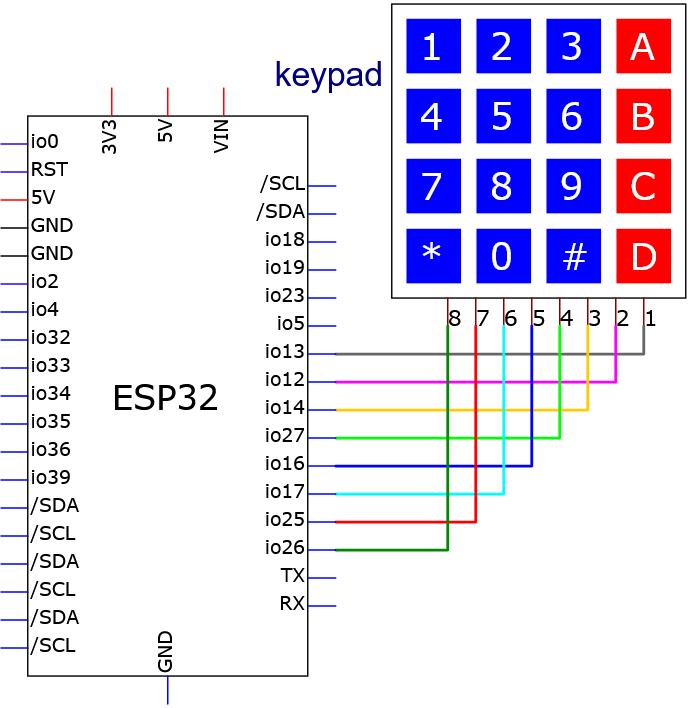 keypad
1 2 3 A
4 5 6 B
7 8 9 C
* 0 # D
8 7 6 5 4 3 2 1
3V3 5V VIN
io0
RST
5V
GND
GND
io2
io4
io32
io33
io34
io35
io36
io39
/SDA
/SCL
/SDA
/SCL
/SDA
/SCL
ESP32
/SCL
/SDA
io18
io19
io23
io5
io13
io12
io14
io27
io16
io17
io25
io26
TX
RX
GND